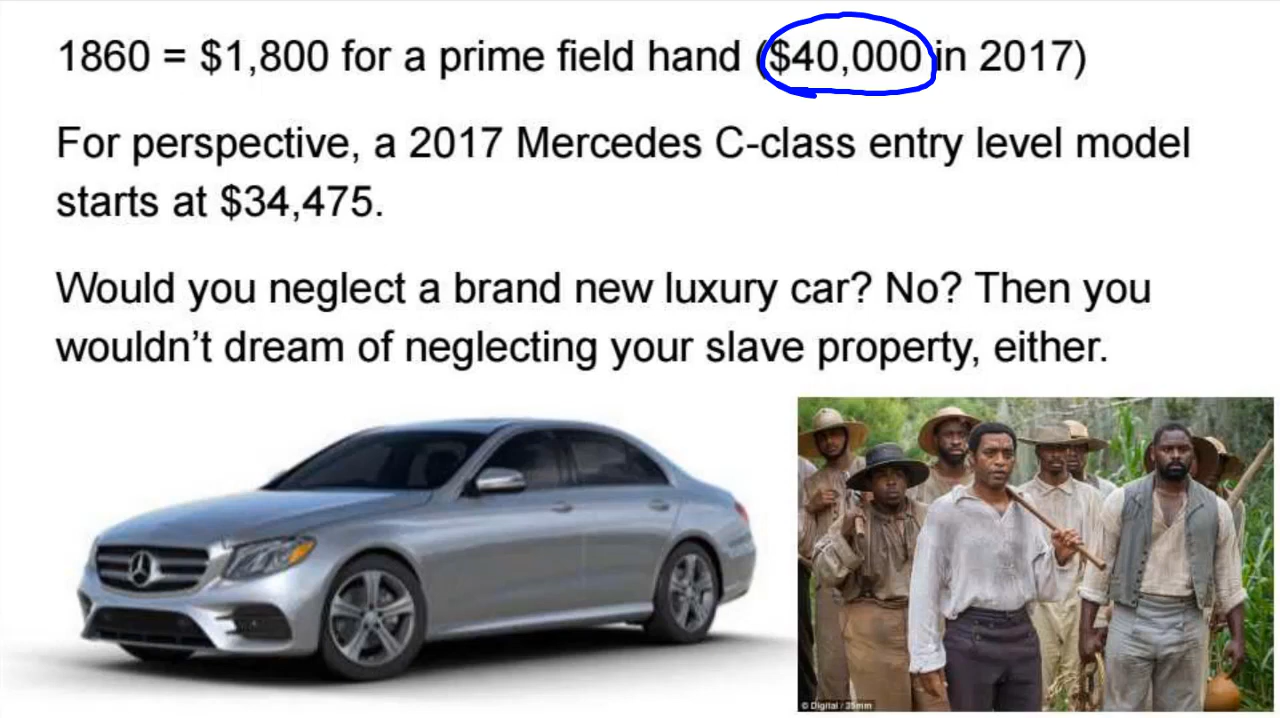 1860 = $1,800 for a prime field hand ($40,000 in 2017)
For perspective, a 2017 Mercedes C-class entry level model
starts at $34,475.
Would you neglect a brand new luxury car? No? Then you
wouldn't dream of neglecting your slave property, either.
© Digital / 35mm